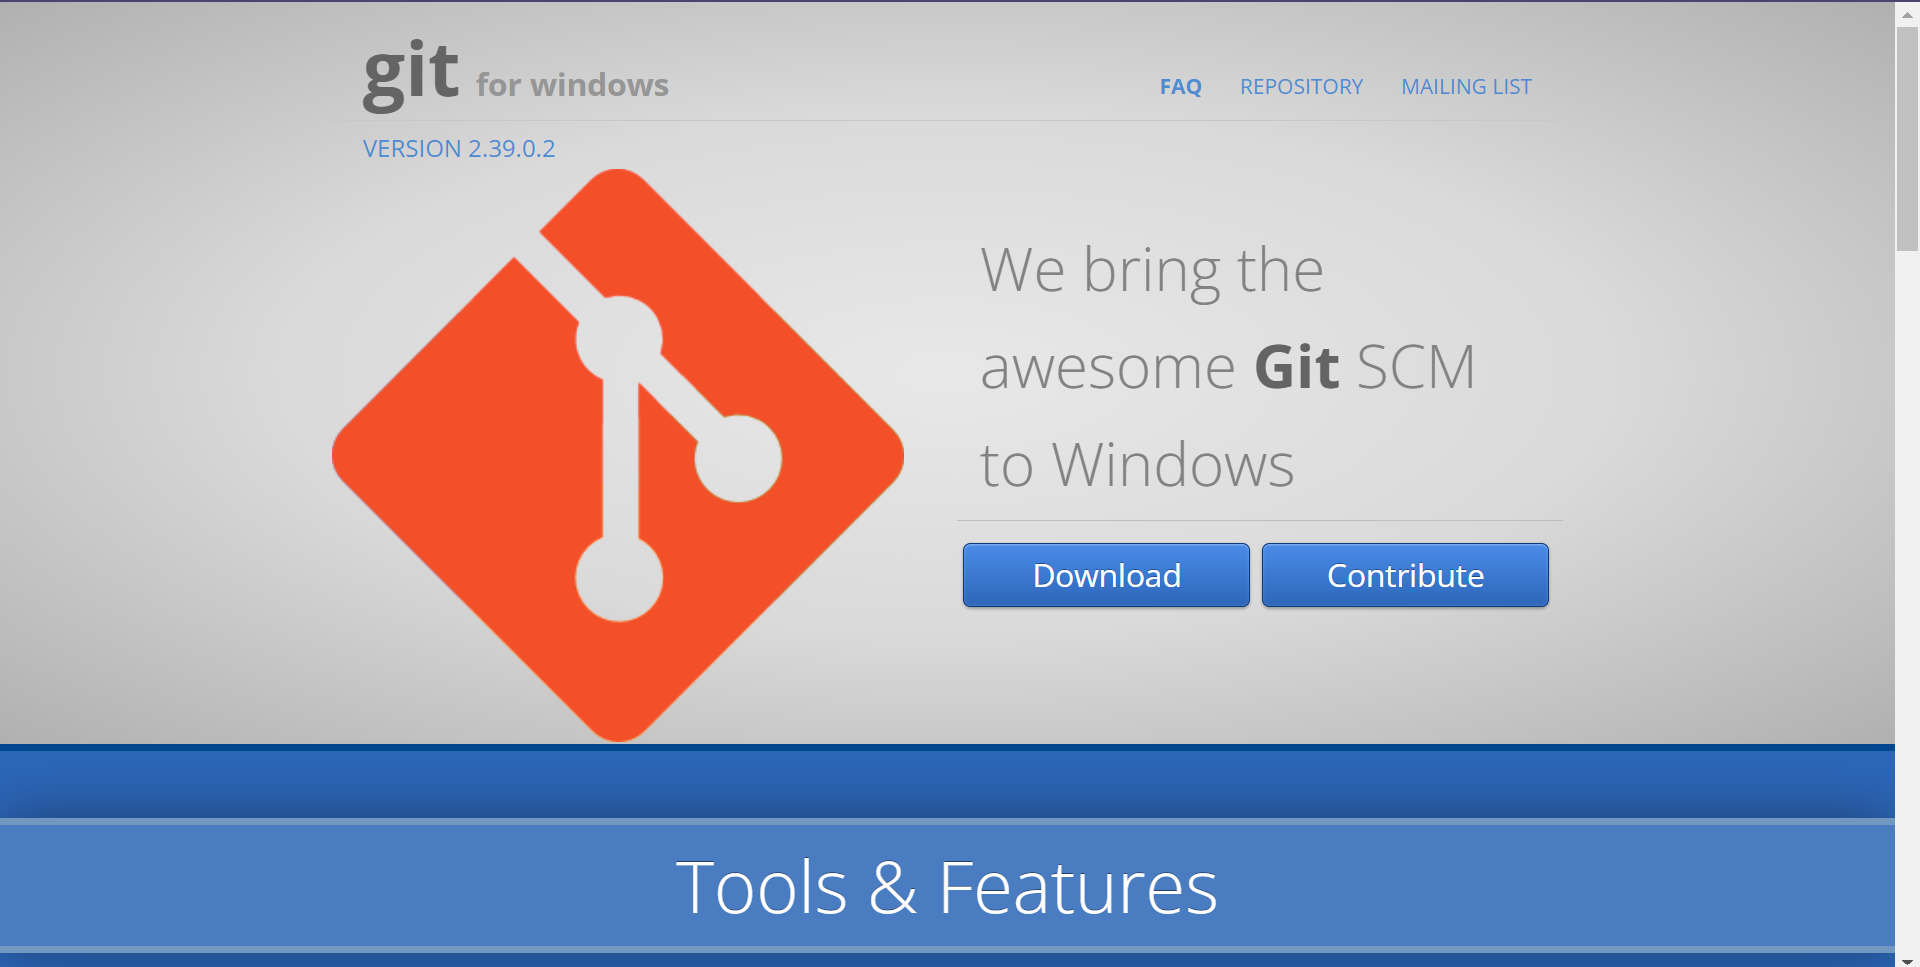 git for windows
FAQ REPOSITORY MAILING LIST
VERSION 2.39.0.2
We bring the
awesome Git SCM
to Windows
Download Contribute
Tools & Features